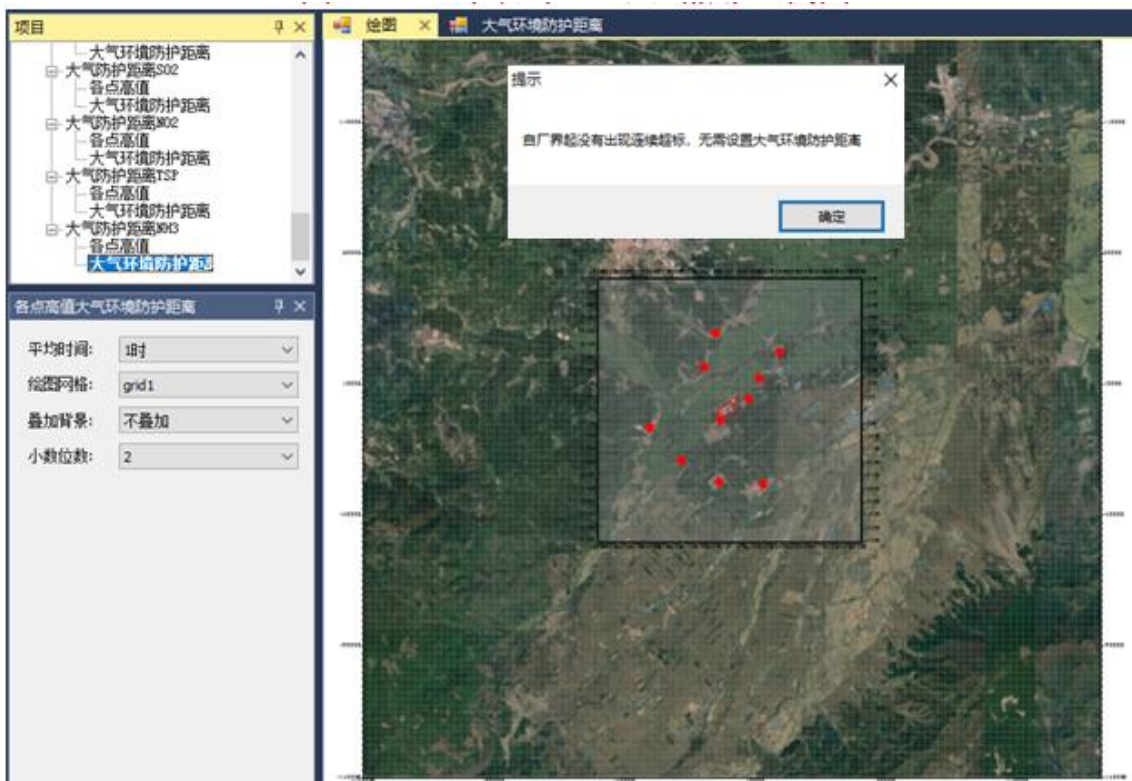 项目
绘图
大气环境防护距离
大气环境防护距离
大气防护距离SO2
各点高值
大气环境防护距离
大气防护距离NO2
各点高值
大气环境防护距离
大气防护距离TSP
各点高值
大气环境防护距离
大气防护距离NH3
各点高值
大气环境防护距离
提示
自厂界起没有出现连续超标，无需设置大气环境防护距离
确定
各点高值大气环境防护距离
平均时间: 1时
绘图网格: grid1
叠加背景: 不叠加
小数位数: 2